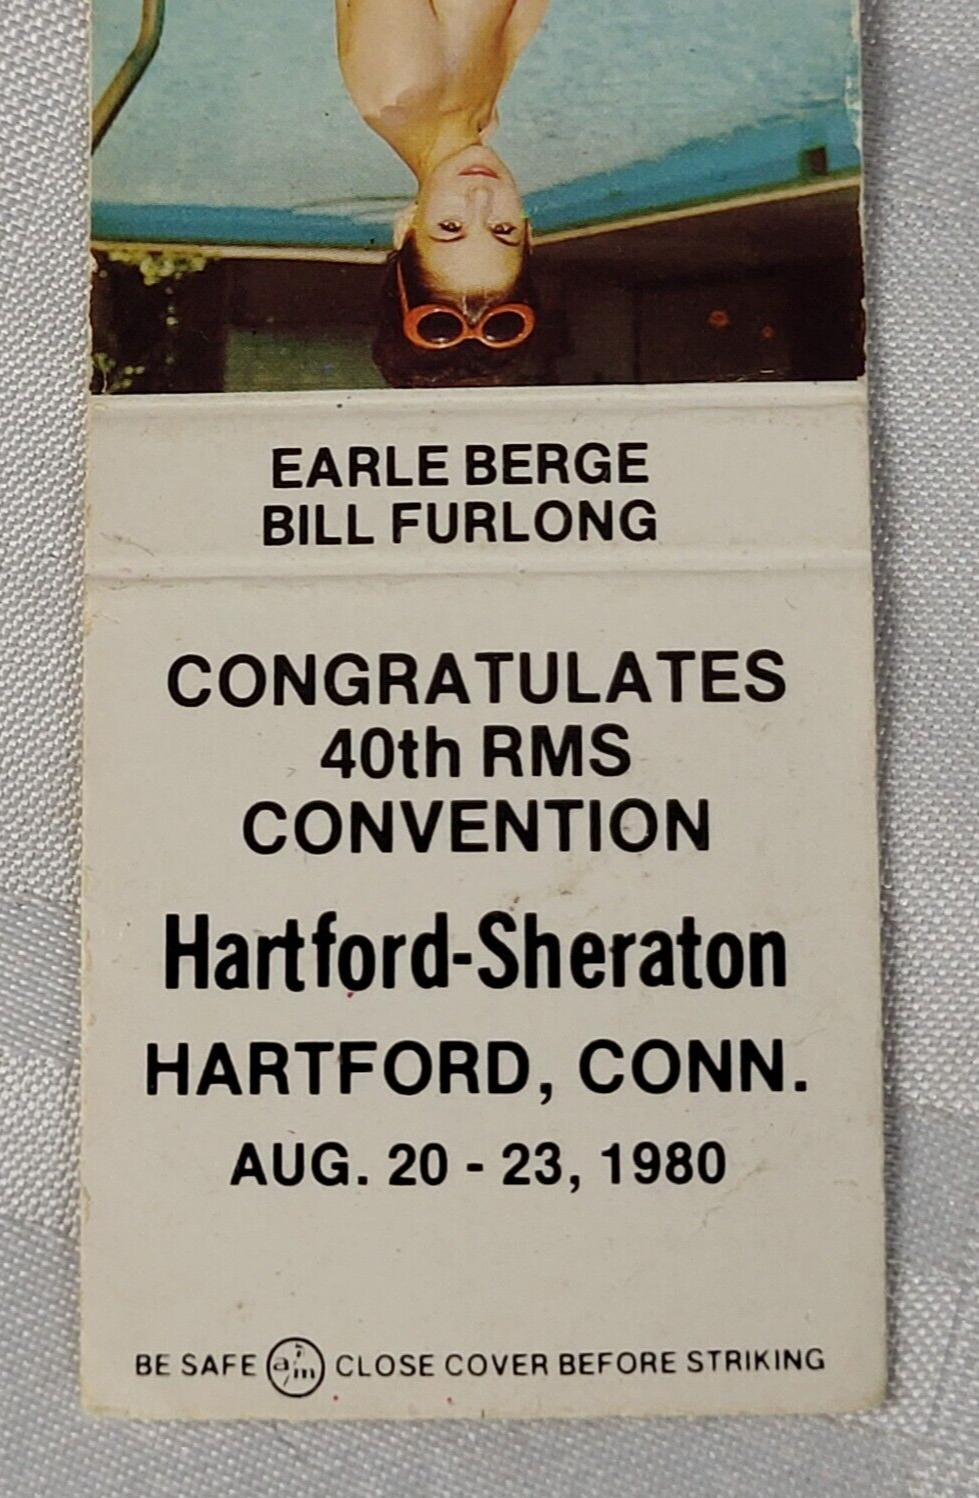 EARLE BERGE
BILL FURLONG
CONGRATULATES
40th RMS
CONVENTION
Hartford-Sheraton
HARTFORD, CONN.
AUG. 20 - 23, 1980
BE SAFE CLOSE COVER BEFORE STRIKING